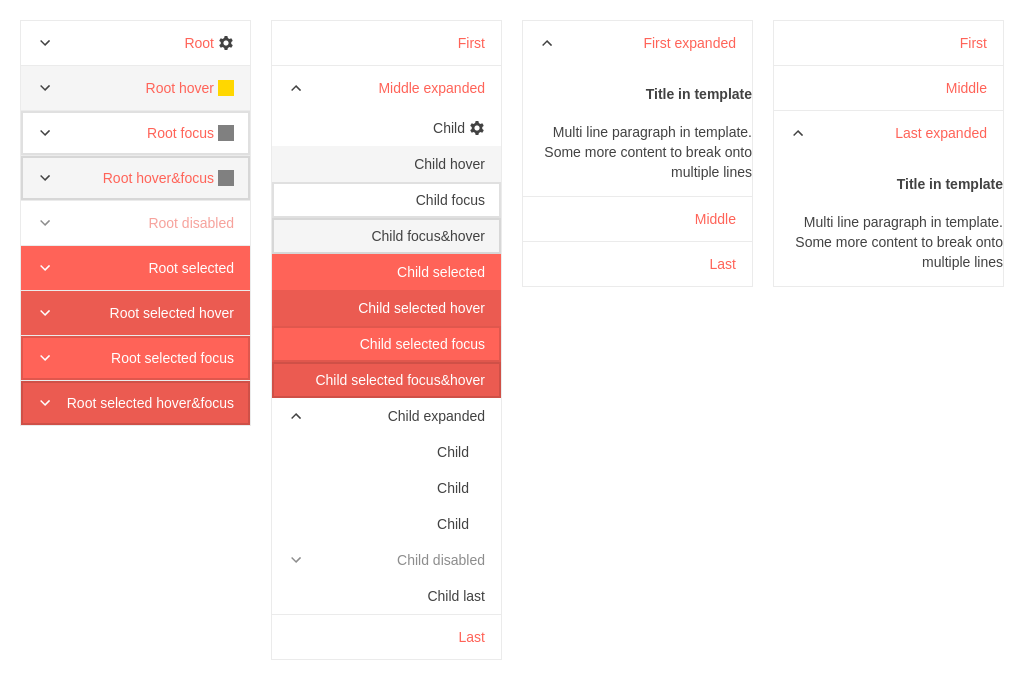 Root
Root hover
Root focus
Root hover&focus
Root disabled
Root selected
Root selected hover
Root selected focus
Root selected hover&focus
First
Middle expanded
Child
Child hover
Child focus
Child focus&hover
Child selected
Child selected hover
Child selected focus
Child selected focus&hover
Child expanded
Child
Child
Child
Child disabled
Child last
Last
First expanded
Title in template
Multi line paragraph in template.
Some more content to break onto
multiple lines
Middle
Last
First
Middle
Last expanded
Title in template
Multi line paragraph in template.
Some more content to break onto
multiple lines